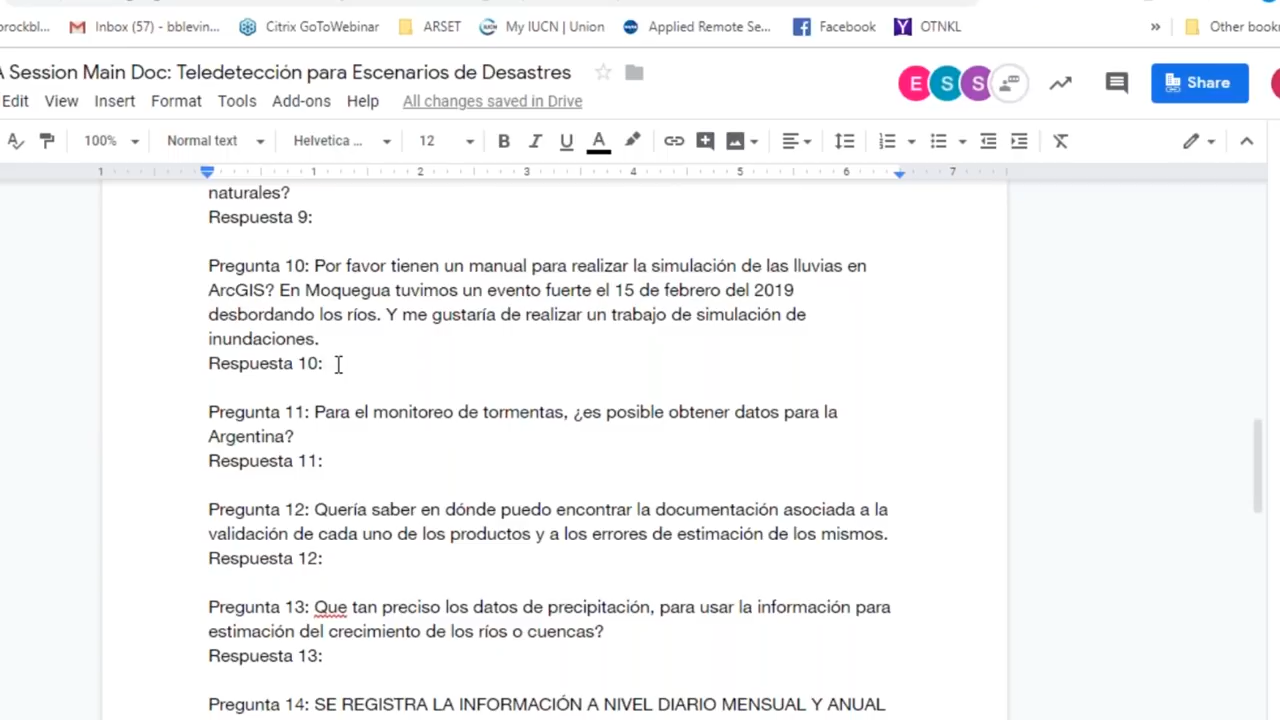 Inbox (57) - bblevin...
Citrix GoToWebinar
ARSET
My IUCN | Union
Applied Remote Se...
Facebook
OTNKL
»
A Session Main Doc: Teledetección para Escenarios de Desastres
E S S
Share
Edit View Insert Format Tools Add-ons Help All changes saved in Drive
100% Normal text Helvetica ... 12 B I U A
1 1 2 3 4 5 6 7
naturales?
Respuesta 9:
Pregunta 10: Por favor tienen un manual para realizar la simulación de las lluvias en
ArcGIS? En Moquegua tuvimos un evento fuerte el 15 de febrero del 2019
desbordando los ríos. Y me gustaría de realizar un trabajo de simulación de
inundaciones.
Respuesta 10:
Pregunta 11: Para el monitoreo de tormentas, ¿es posible obtener datos para la
Argentina?
Respuesta 11:
Pregunta 12: Quería saber en dónde puedo encontrar la documentación asociada a la
validación de cada uno de los productos y a los errores de estimación de los mismos.
Respuesta 12:
Pregunta 13: Que tan preciso los datos de precipitación, para usar la información para
estimación del crecimiento de los ríos o cuencas?
Respuesta 13:
Pregunta 14: SE REGISTRA LA INFORMACIÓN A NIVEL DIARIO MENSUAL Y ANUAL